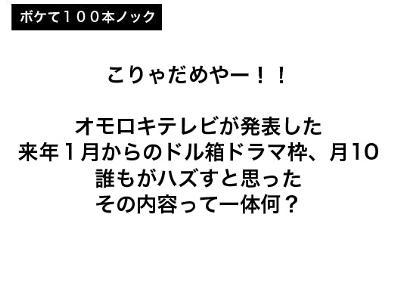 ボケて１００本ノック
こりゃだめやー！！
オモロキテレビが発表した
来年１月からのドル箱ドラマ枠、月10
誰もがハズすと思った
その内容って一体何？